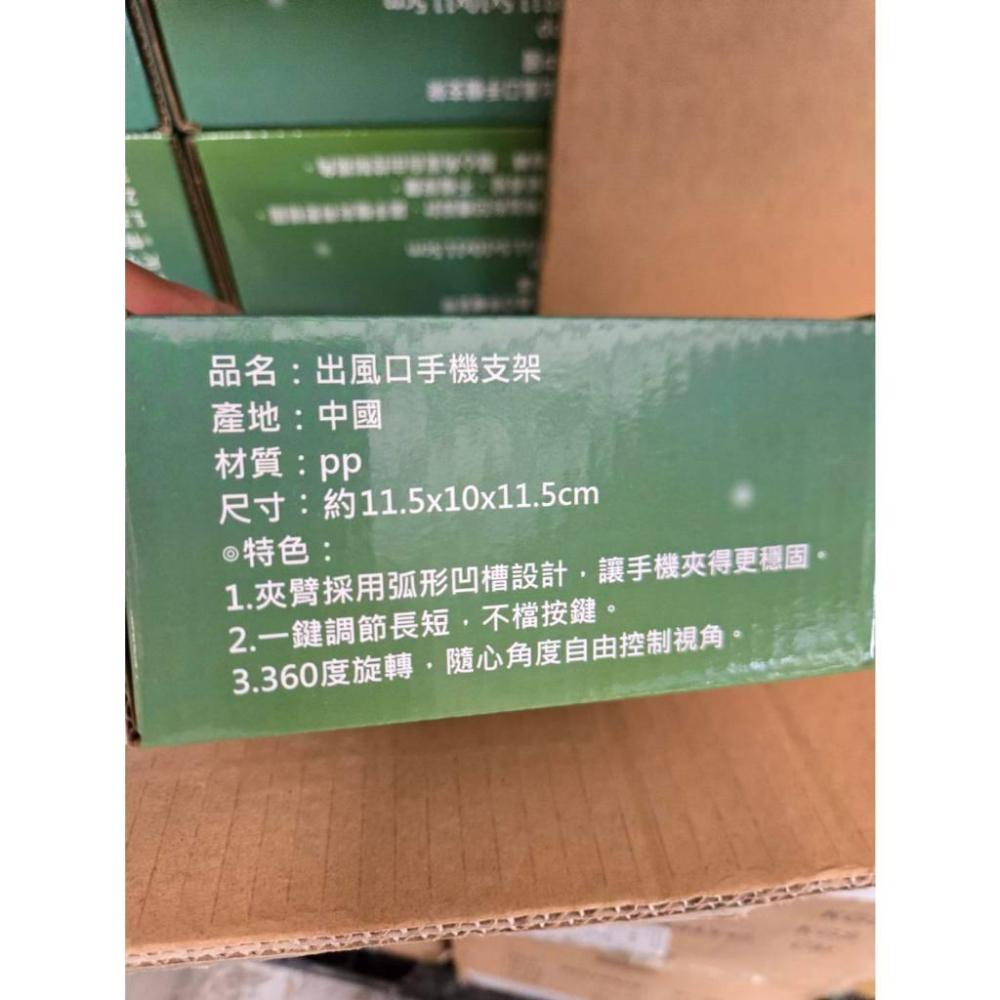 品名：出風口手機支架
產地：中國
材質：pp
尺寸：約11.5x10x11.5cm
◎特色：
1.夾臂採用弧形凹槽設計，讓手機夾得更穩固。
2.一鍵調節長短，不檔按鍵。
3.360度旋轉，隨心角度自由控制視角。